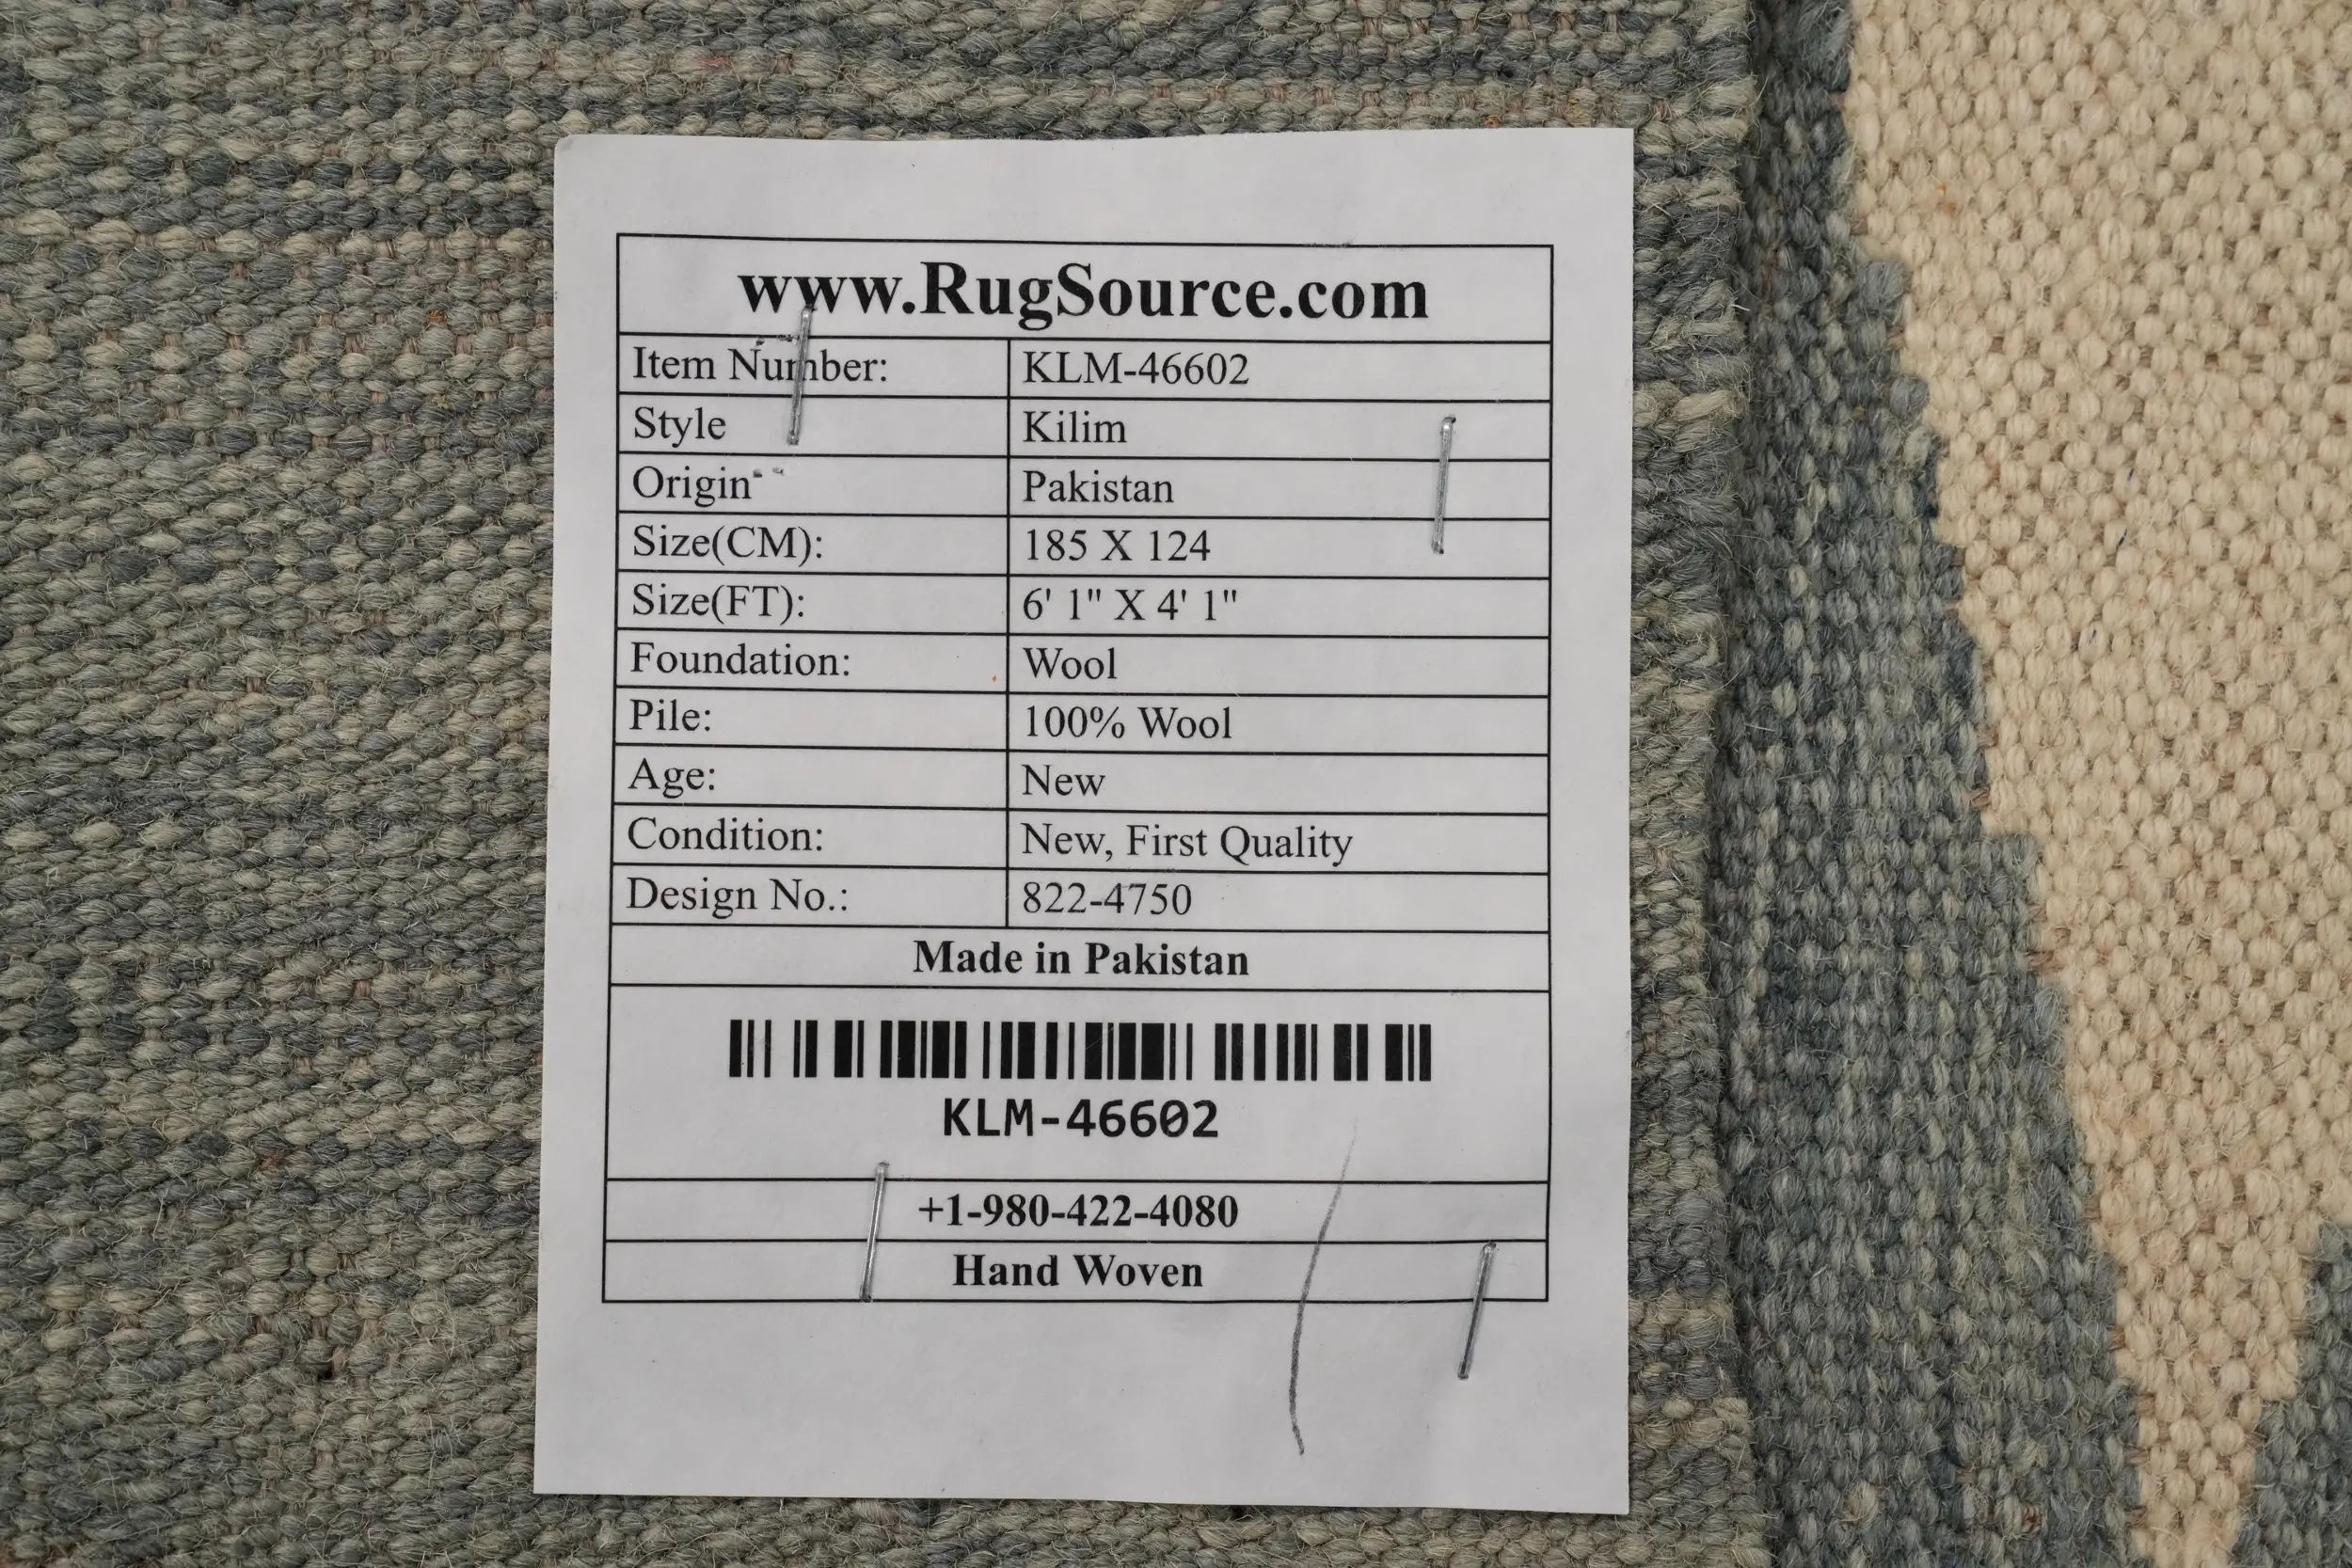 www.RugSource.com
Item Number: KLM-46602
Style Kilim
Origin Pakistan
Size(CM): 185 X 124
Size(FT): 6' 1" X 4' 1"
Foundation: Wool
Pile: 100% Wool
Age: New
Condition: New, First Quality
Design No.: 822-4750
Made in Pakistan
KLM-46602
+1-980-422-4080
Hand Woven